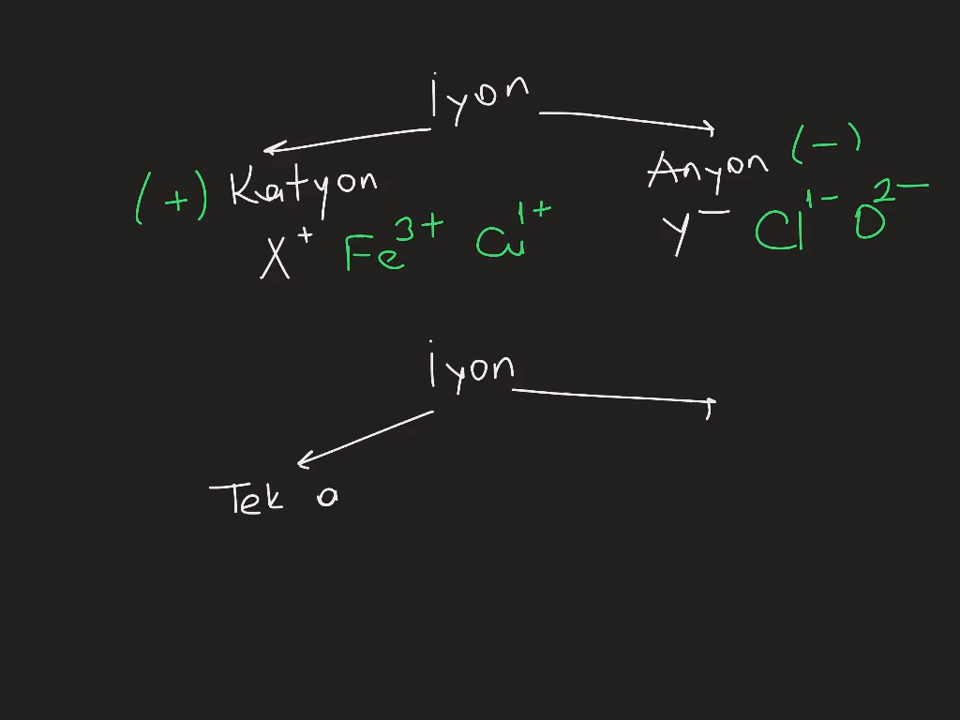 İyon
(+) Katyon
Anyon (-)
X⁺ Fe³⁺ Cu¹⁺
Y⁻ Cl¹⁻ O²⁻
İyon
Tek a